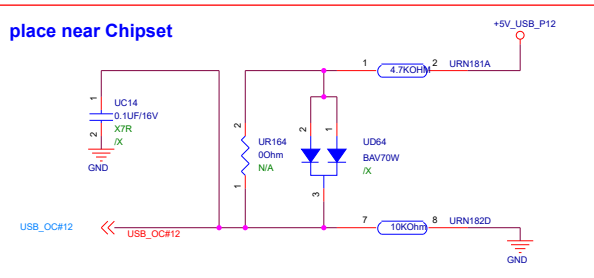 place near Chipset
+5V_USB_P12
1
4.7KOHM
2
URN181A
1
UC14
0.1UF/16V
X7R
/X
2
GND
2
UR164
0Ohm
N/A
1
2
1
UD64
BAV70W
/X
3
USB_OC#12
USB_OC#12
7
10KOhm
8
URN182D
GND